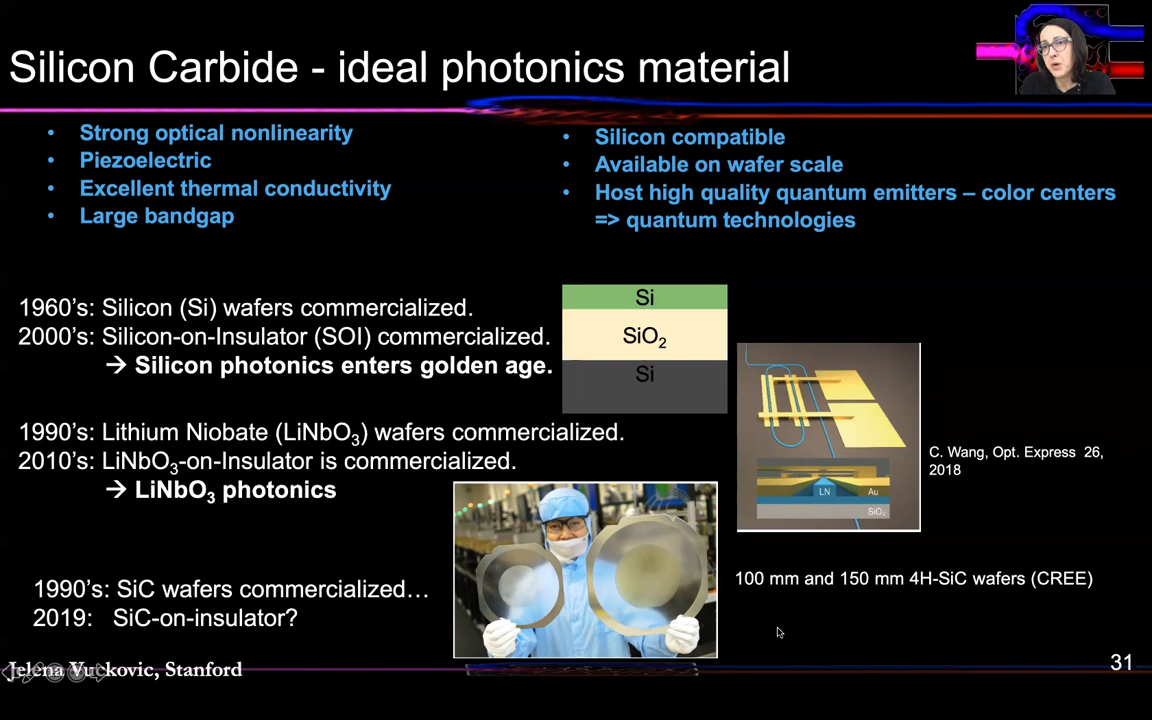 Silicon Carbide - ideal photonics material
• Strong optical nonlinearity
• Piezoelectric
• Excellent thermal conductivity
• Large bandgap
• Silicon compatible
• Available on wafer scale
• Host high quality quantum emitters – color centers
=> quantum technologies
1960's: Silicon (Si) wafers commercialized.
2000's: Silicon-on-Insulator (SOI) commercialized.
→ Silicon photonics enters golden age.
Si
SiO₂
Si
1990's: Lithium Niobate (LiNbO₃) wafers commercialized.
2010's: LiNbO₃-on-Insulator is commercialized.
→ LiNbO₃ photonics
LN
Au
SiO₂
C. Wang, Opt. Express 26,
2018
1990's: SiC wafers commercialized…
2019: SiC-on-insulator?
100 mm and 150 mm 4H-SiC wafers (CREE)
Jelena Vuckovic, Stanford
31